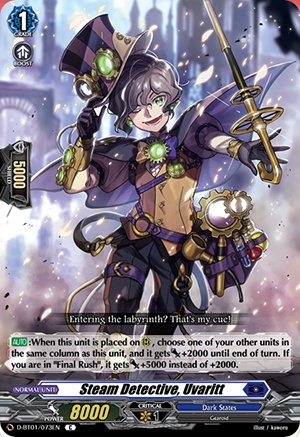 1
GRADE
BOOST
5000
SHIELD
Entering the labyrinth? That's my cue!
AUTO:When this unit is placed on , choose one of your other units in
the same column as this unit, and it gets +2000 until end of turn. If
you are in "Final Rush", it gets +5000 instead of +2000.
NORMAL UNIT
Steam Detective, Uvaritt
POWER 8000
CRITICAL
1
Dark States
Gearoid
D-BT01/073EN C
Illust / kaworu